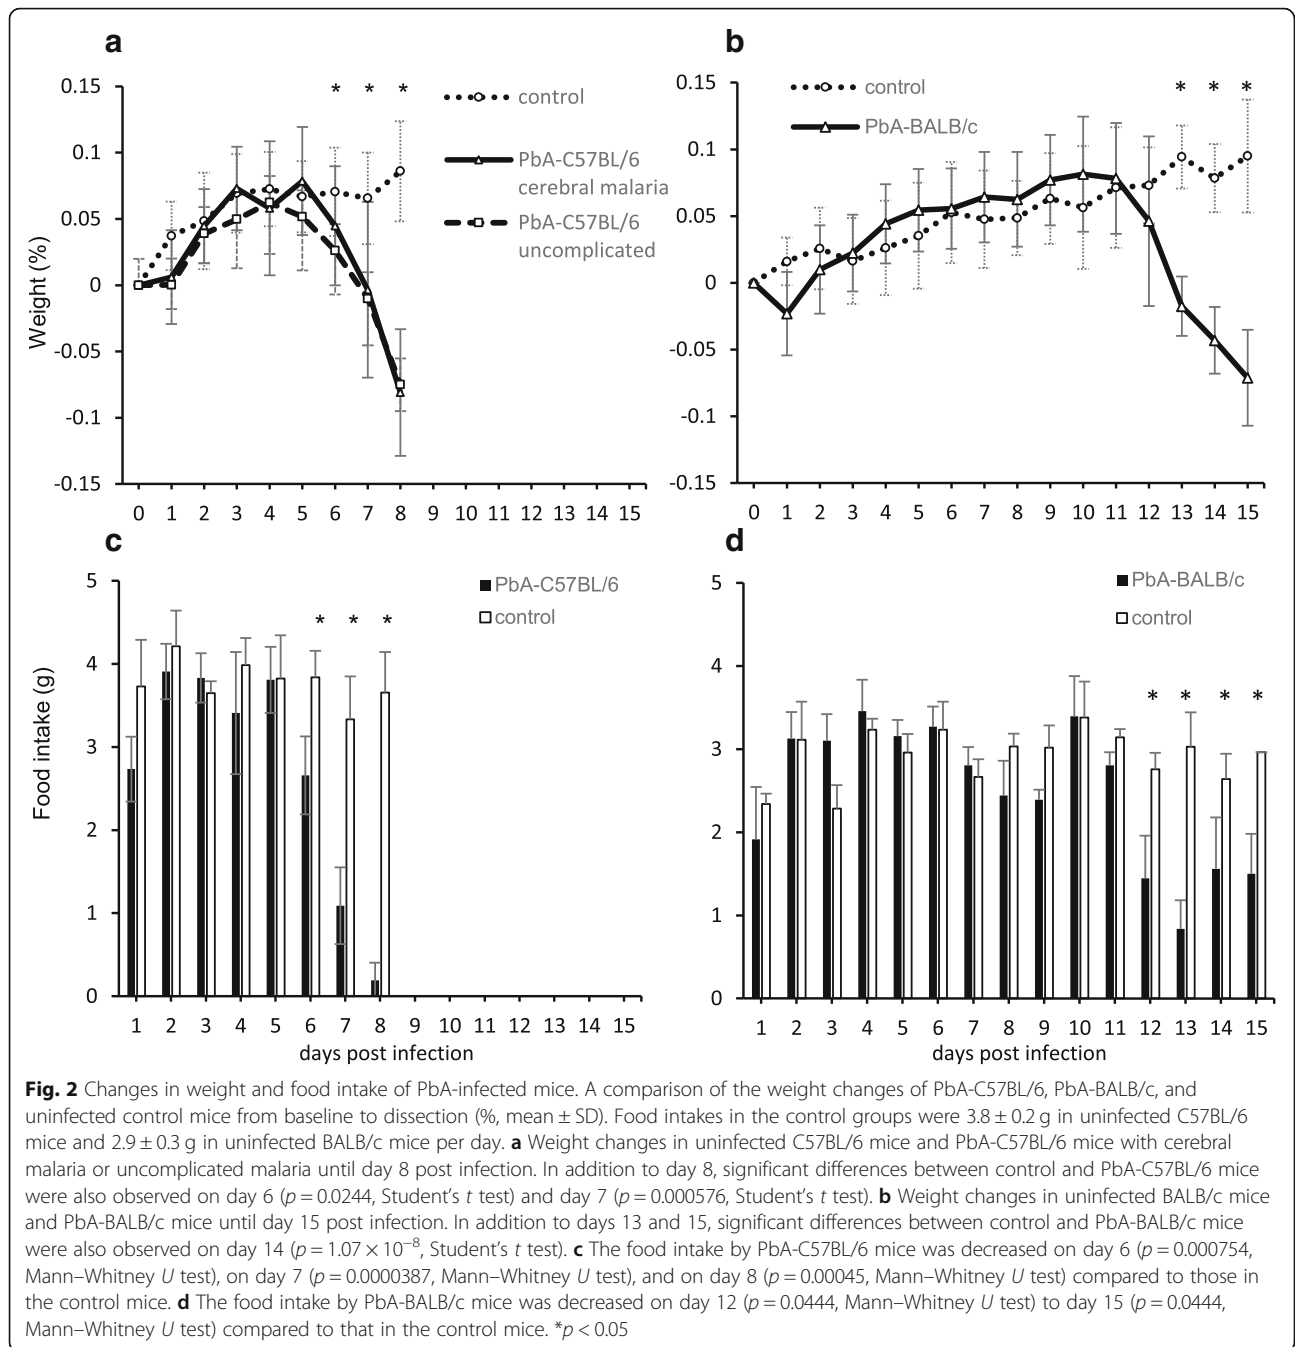 a
0.15
0.1
0.05
0
-0.05
-0.1
-0.15
Weight (%)
* * *
control
PbA-C57BL/6
cerebral malaria
PbA-C57BL/6
uncomplicated
0 1 2 3 4 5 6 7 8 9 10 11 12 13 14 15
b
0.15
0.1
0.05
0
-0.05
-0.1
-0.15
control
PbA-BALB/c
* * *
0 1 2 3 4 5 6 7 8 9 10 11 12 13 14 15
c
5
4
3
2
1
0
Food intake (g)
PbA-C57BL/6
control
* * *
1 2 3 4 5 6 7 8 9 10 11 12 13 14 15
days post infection
d
5
4
3
2
1
0
PbA-BALB/c
control
* * * *
1 2 3 4 5 6 7 8 9 10 11 12 13 14 15
days post infection
Fig. 2 Changes in weight and food intake of PbA-infected mice. A comparison of the weight changes of PbA-C57BL/6, PbA-BALB/c, and
uninfected control mice from baseline to dissection (%, mean ± SD). Food intakes in the control groups were 3.8 ± 0.2 g in uninfected C57BL/6
mice and 2.9 ± 0.3 g in uninfected BALB/c mice per day. a Weight changes in uninfected C57BL/6 mice and PbA-C57BL/6 mice with cerebral
malaria or uncomplicated malaria until day 8 post infection. In addition to day 8, significant differences between control and PbA-C57BL/6 mice
were also observed on day 6 (p = 0.0244, Student's t test) and day 7 (p = 0.000576, Student's t test). b Weight changes in uninfected BALB/c mice
and PbA-BALB/c mice until day 15 post infection. In addition to days 13 and 15, significant differences between control and PbA-BALB/c mice
were also observed on day 14 (p = 1.07 × 10⁻⁸, Student's t test). c The food intake by PbA-C57BL/6 mice was decreased on day 6 (p = 0.000754,
Mann–Whitney U test), on day 7 (p = 0.0000387, Mann–Whitney U test), and on day 8 (p = 0.00045, Mann–Whitney U test) compared to those in
the control mice. d The food intake by PbA-BALB/c mice was decreased on day 12 (p = 0.0444, Mann–Whitney U test) to day 15 (p = 0.0444,
Mann–Whitney U test) compared to that in the control mice. *p < 0.05